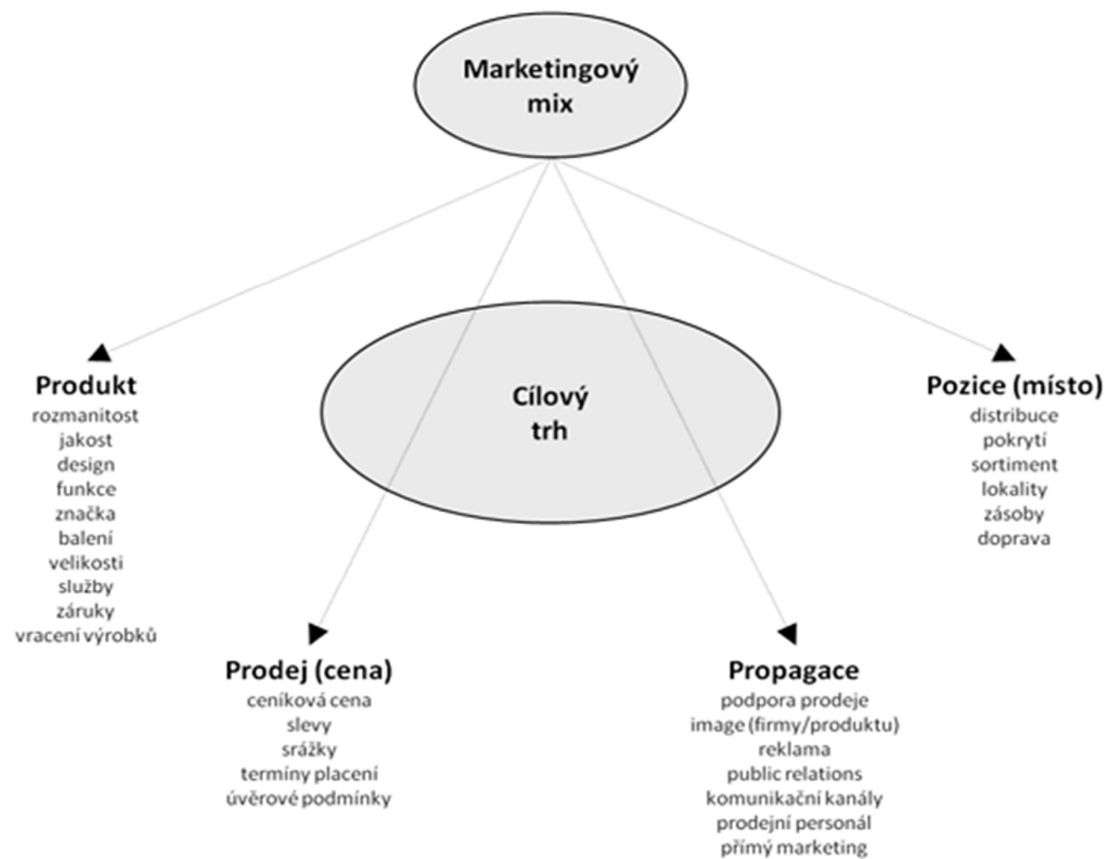 Marketingový
mix
Cílový
trh
Produkt
rozmanitost
jakost
design
funkce
značka
balení
velikosti
služby
záruky
vracení výrobků
Prodej (cena)
ceníková cena
slevy
srážky
termíny placení
úvěrové podmínky
Propagace
podpora prodeje
image (firmy/produktu)
reklama
public relations
komunikační kanály
prodejní personál
přímý marketing
Pozice (místo)
distribuce
pokrytí
sortiment
lokality
zásoby
doprava